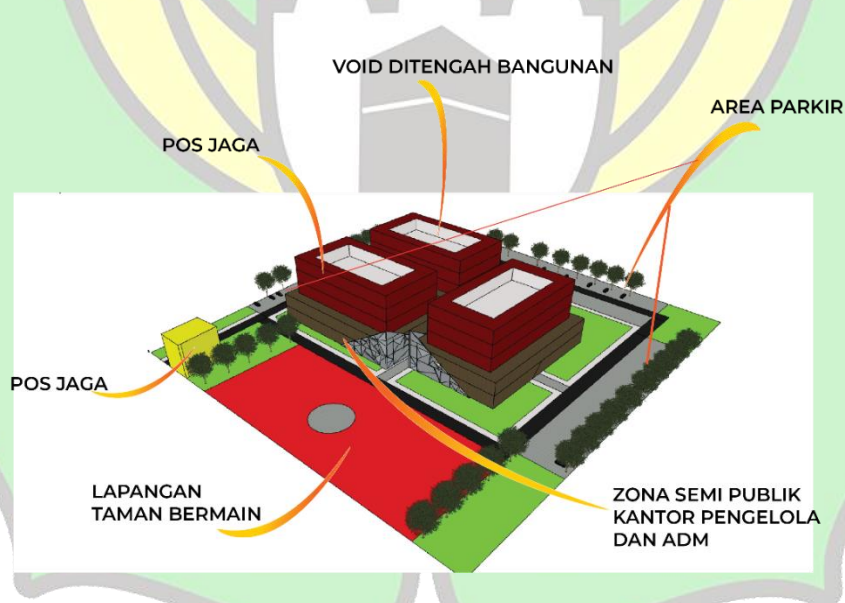 VOID DITENGAH BANGUNAN
AREA PARKIR
POS JAGA
POS JAGA
LAPANGAN
TAMAN BERMAIN
ZONA SEMI PUBLIK
KANTOR PENGELOLA
DAN ADM